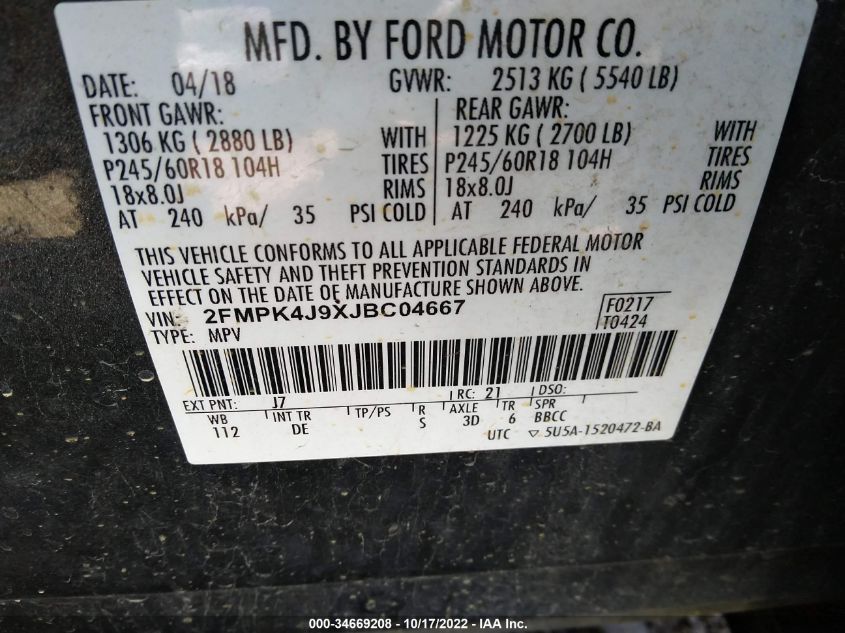 MFD. BY FORD MOTOR CO.
DATE: 04/18 GVWR: 2513 KG ( 5540 LB)
FRONT GAWR: REAR GAWR:
1306 KG ( 2880 LB) WITH 1225 KG ( 2700 LB) WITH
P245/60R18 104H TIRES P245/60R18 104H TIRES
18x8.0J RIMS 18x8.0J RIMS
AT 240 kPa/ 35 PSI COLD AT 240 kPa/ 35 PSI COLD
THIS VEHICLE CONFORMS TO ALL APPLICABLE FEDERAL MOTOR
VEHICLE SAFETY AND THEFT PREVENTION STANDARDS IN
EFFECT ON THE DATE OF MANUFACTURE SHOWN ABOVE.
VIN: 2FMPK4J9XJBC04667 F0217
TYPE: MPV T0424
EXT PNT: J7 RC: 21 DSO:
WB INT TR TP/PS R AXLE TR SPR
112 DE S 3D 6 BBCC
UTC ▽ 5U5A-1520472-BA
000-34669208 - 10/17/2022 - IAA Inc.